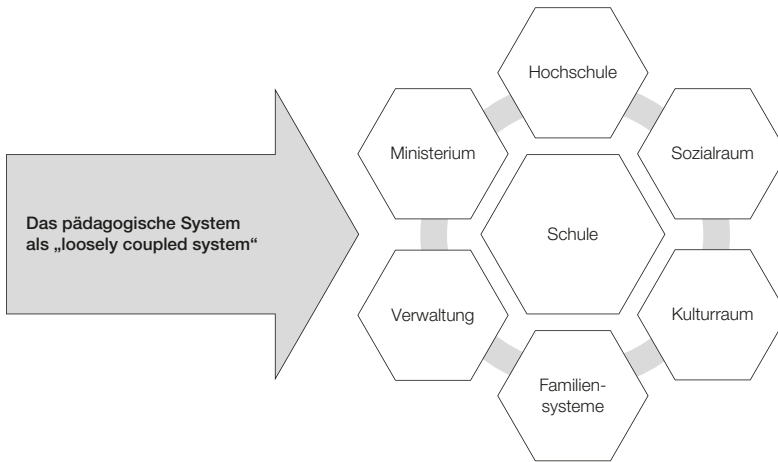 Das pädagogische System
als „loosely coupled system“
Hochschule
Ministerium
Sozialraum
Schule
Verwaltung
Kulturraum
Familien-
systeme